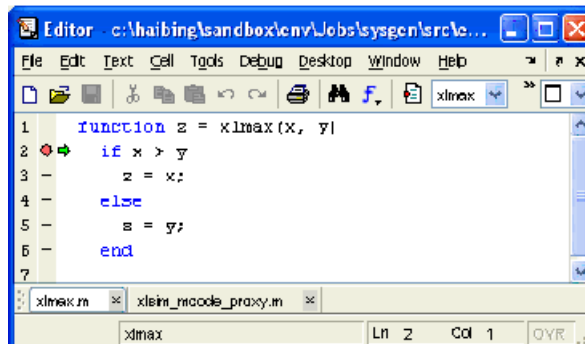 Editor - c:\haibing\sandbox\env\Jobs\sysgen\src\e...
File Edit Text Cell Tools Debug Desktop Window Help
xlmax
1 function z = xlmax(x, y)
2 if x > y
3 - z = x;
4 - else
5 - z = y;
6 - end
7
xlmax.m xlsim_mcode_proxy.m
xlmax Ln 2 Col 1 OVR